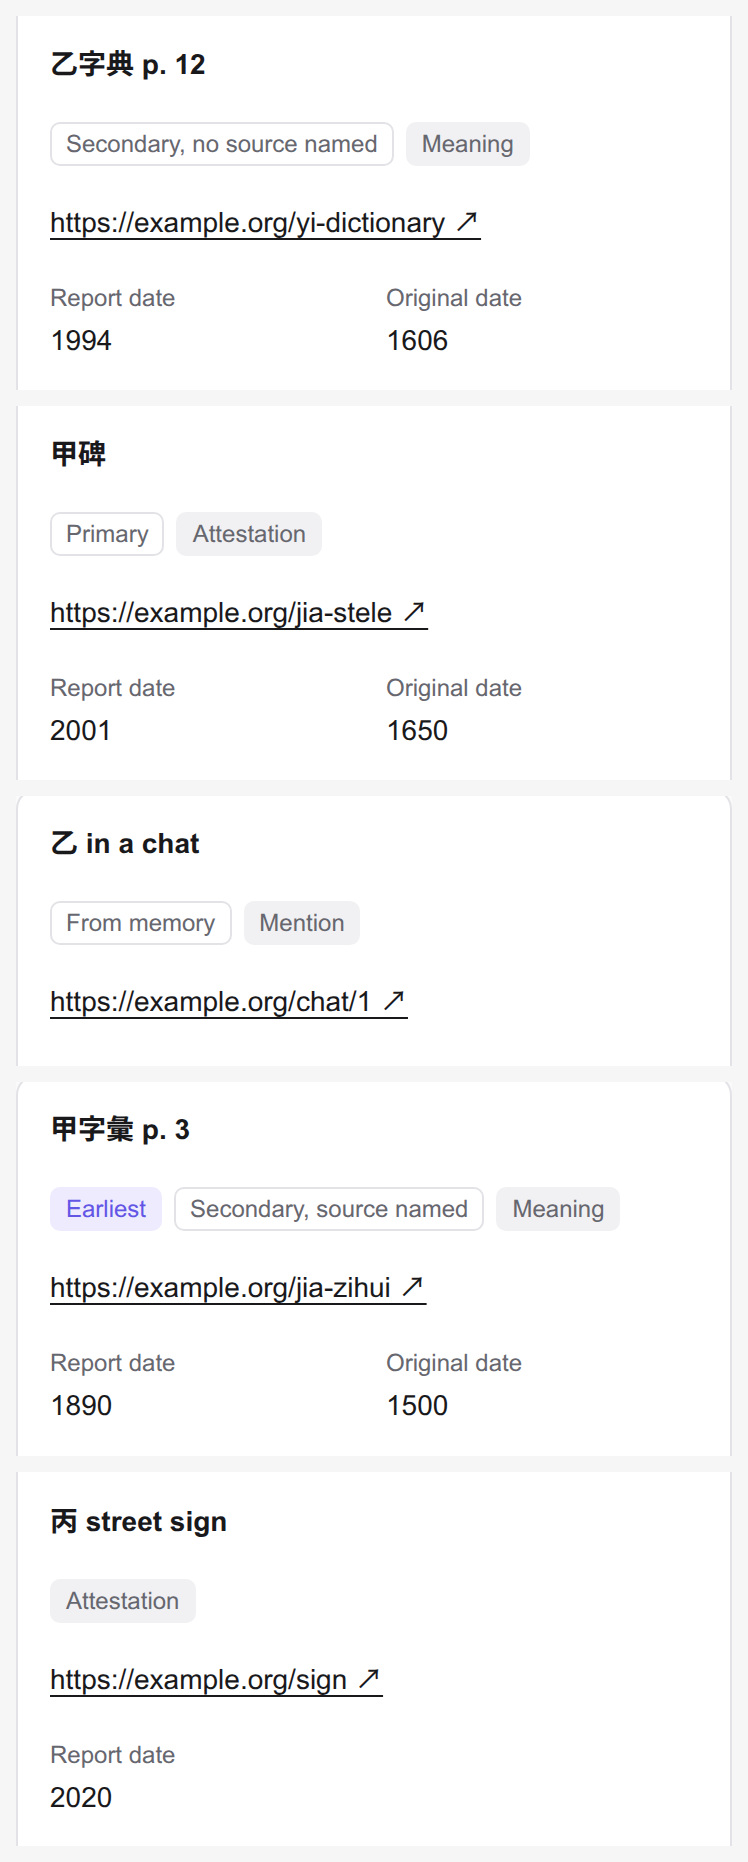 乙字典 p. 12
Secondary, no source named Meaning
https://example.org/yi-dictionary ↗
Report date Original date
1994 1606
甲碑
Primary Attestation
https://example.org/jia-stele ↗
Report date Original date
2001 1650
乙 in a chat
From memory Mention
https://example.org/chat/1 ↗
甲字彙 p. 3
Earliest Secondary, source named Meaning
https://example.org/jia-zihui ↗
Report date Original date
1890 1500
丙 street sign
Attestation
https://example.org/sign ↗
Report date
2020